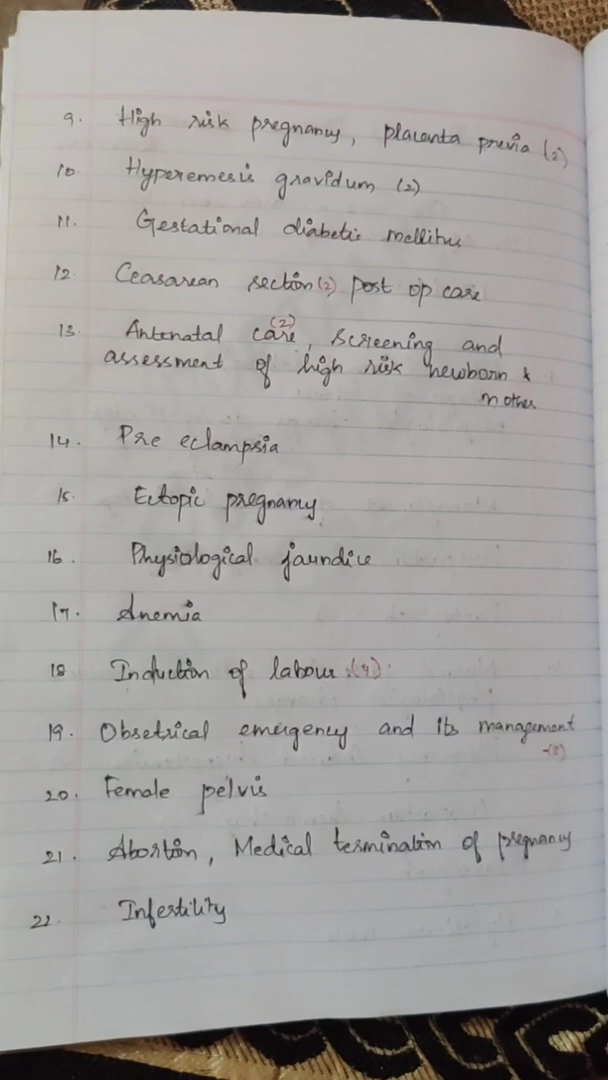 9. High risk pregnancy, placenta previa (2)
10 Hyperemesis gravidum (2)
11. Gestational diabetic mellitus
12. Ceasarean section (2) post op care
13. Antenatal care (2), Screening and
assessment of high risk newborn &
mother
14. Pre eclampsia
15. Ectopic pregnancy
16. Physiological jaundice
17. Anemia
18 Induction of labour (4).
19. Obsetrical emergency and its management
-(2)
20. Female pelvis
21. Abortion, Medical termination of pregnancy
22. Infertility